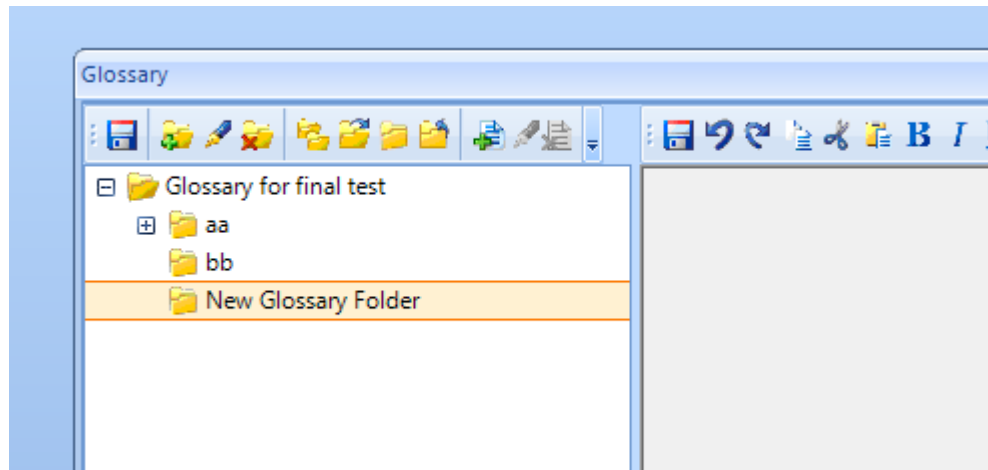 Glossary
B I
Glossary for final test
aa
bb
New Glossary Folder